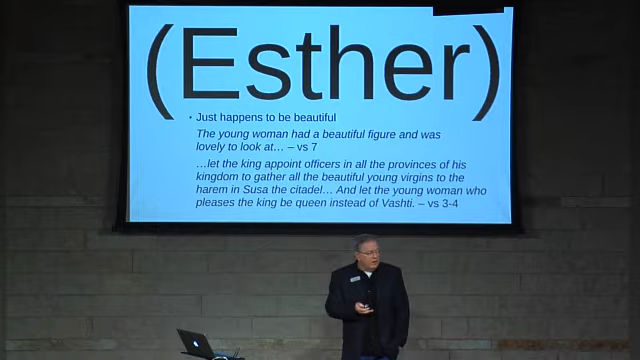 (Esther)
• Just happens to be beautiful
The young woman had a beautiful figure and was
lovely to look at… – vs 7
…let the king appoint officers in all the provinces of his
kingdom to gather all the beautiful young virgins to the
harem in Susa the citadel… And let the young woman who
pleases the king be queen instead of Vashti. – vs 3-4